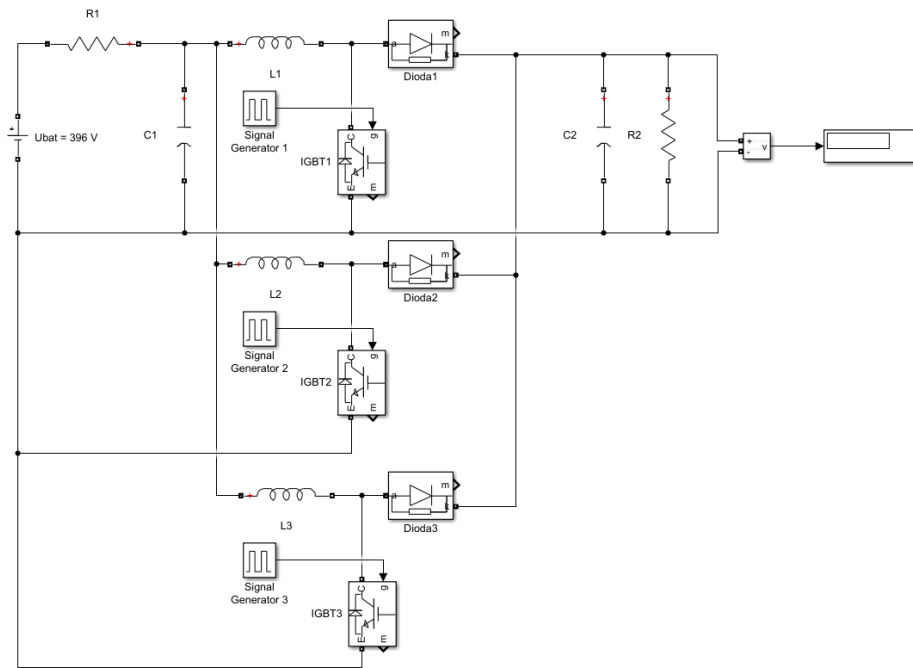 R1
L1
m
a
k
Dioda1
Signal
Generator 1
C
g
IGBT1
E
m
+
Ubat = 396 V
C1
C2
R2
+
-
v
m
a
k
Dioda2
L2
Signal
Generator 2
C
g
IGBT2
E
m
m
a
k
Dioda3
L3
Signal
Generator 3
C
g
IGBT3
E
m